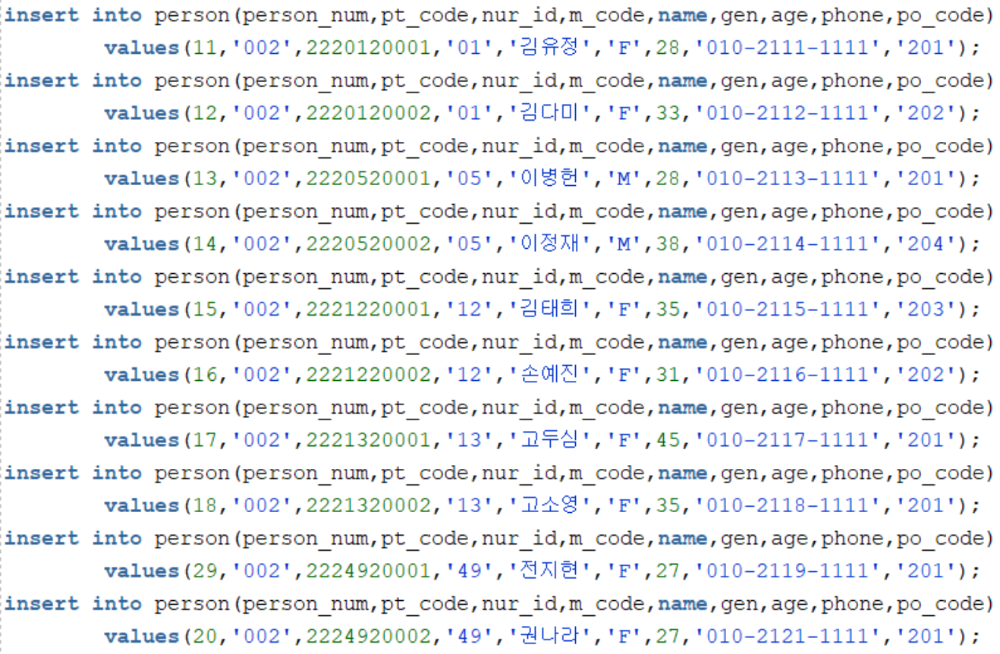 insert into person(person_num,pt_code,nur_id,m_code,name,gen,age,phone,po_code)
values(11,'002',2220120001,'01','김유정','F',28,'010-2111-1111','201');
insert into person(person_num,pt_code,nur_id,m_code,name,gen,age,phone,po_code)
values(12,'002',2220120002,'01','김다미','F',33,'010-2112-1111','202');
insert into person(person_num,pt_code,nur_id,m_code,name,gen,age,phone,po_code)
values(13,'002',2220520001,'05','이병헌','M',28,'010-2113-1111','201');
insert into person(person_num,pt_code,nur_id,m_code,name,gen,age,phone,po_code)
values(14,'002',2220520002,'05','이정재','M',38,'010-2114-1111','204');
insert into person(person_num,pt_code,nur_id,m_code,name,gen,age,phone,po_code)
values(15,'002',2221220001,'12','김태희','F',35,'010-2115-1111','203');
insert into person(person_num,pt_code,nur_id,m_code,name,gen,age,phone,po_code)
values(16,'002',2221220002,'12','손예진','F',31,'010-2116-1111','202');
insert into person(person_num,pt_code,nur_id,m_code,name,gen,age,phone,po_code)
values(17,'002',2221320001,'13','고두심','F',45,'010-2117-1111','201');
insert into person(person_num,pt_code,nur_id,m_code,name,gen,age,phone,po_code)
values(18,'002',2221320002,'13','고소영','F',35,'010-2118-1111','201');
insert into person(person_num,pt_code,nur_id,m_code,name,gen,age,phone,po_code)
values(29,'002',2224920001,'49','전지현','F',27,'010-2119-1111','201');
insert into person(person_num,pt_code,nur_id,m_code,name,gen,age,phone,po_code)
values(20,'002',2224920002,'49','권나라','F',27,'010-2121-1111','201');